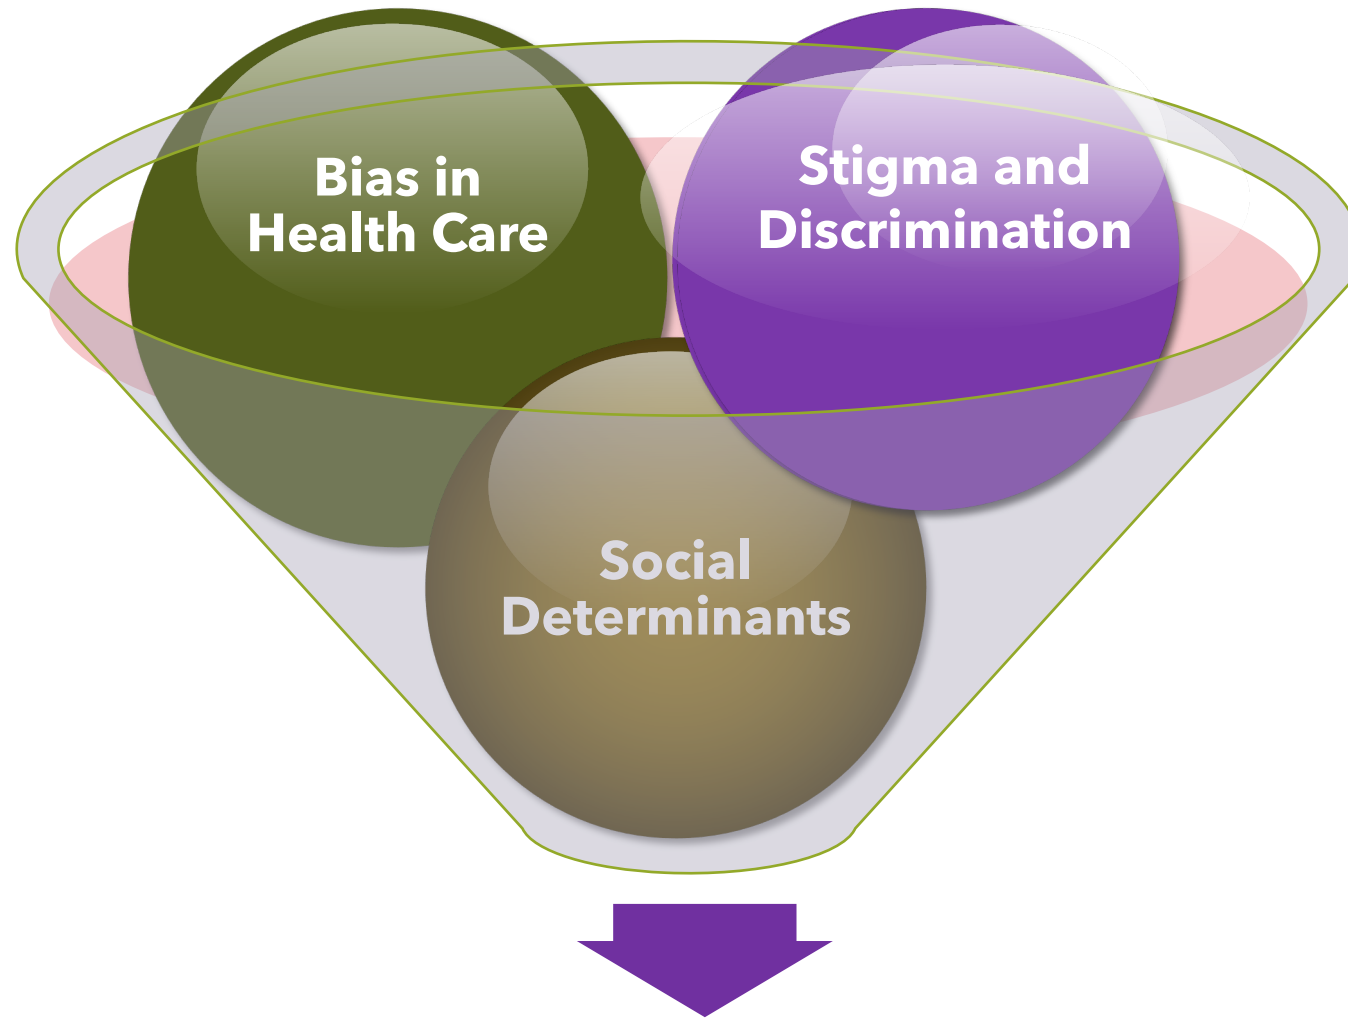 Bias in
Health Care
Stigma and
Discrimination
Social
Determinants